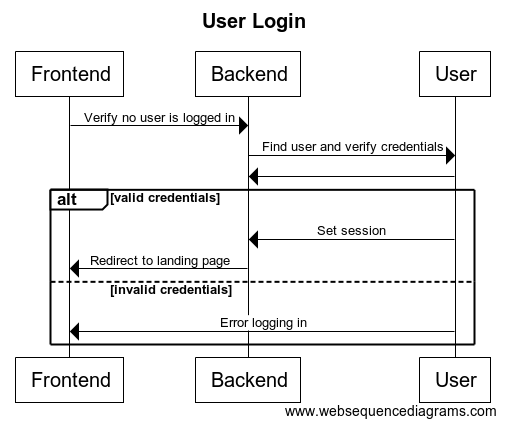 User Login
Frontend Backend User
Verify no user is logged in
Find user and verify credentials
alt [valid credentials]
Set session
Redirect to landing page
[invalid credentials]
Error logging in
Frontend Backend User
www.websequencediagrams.com